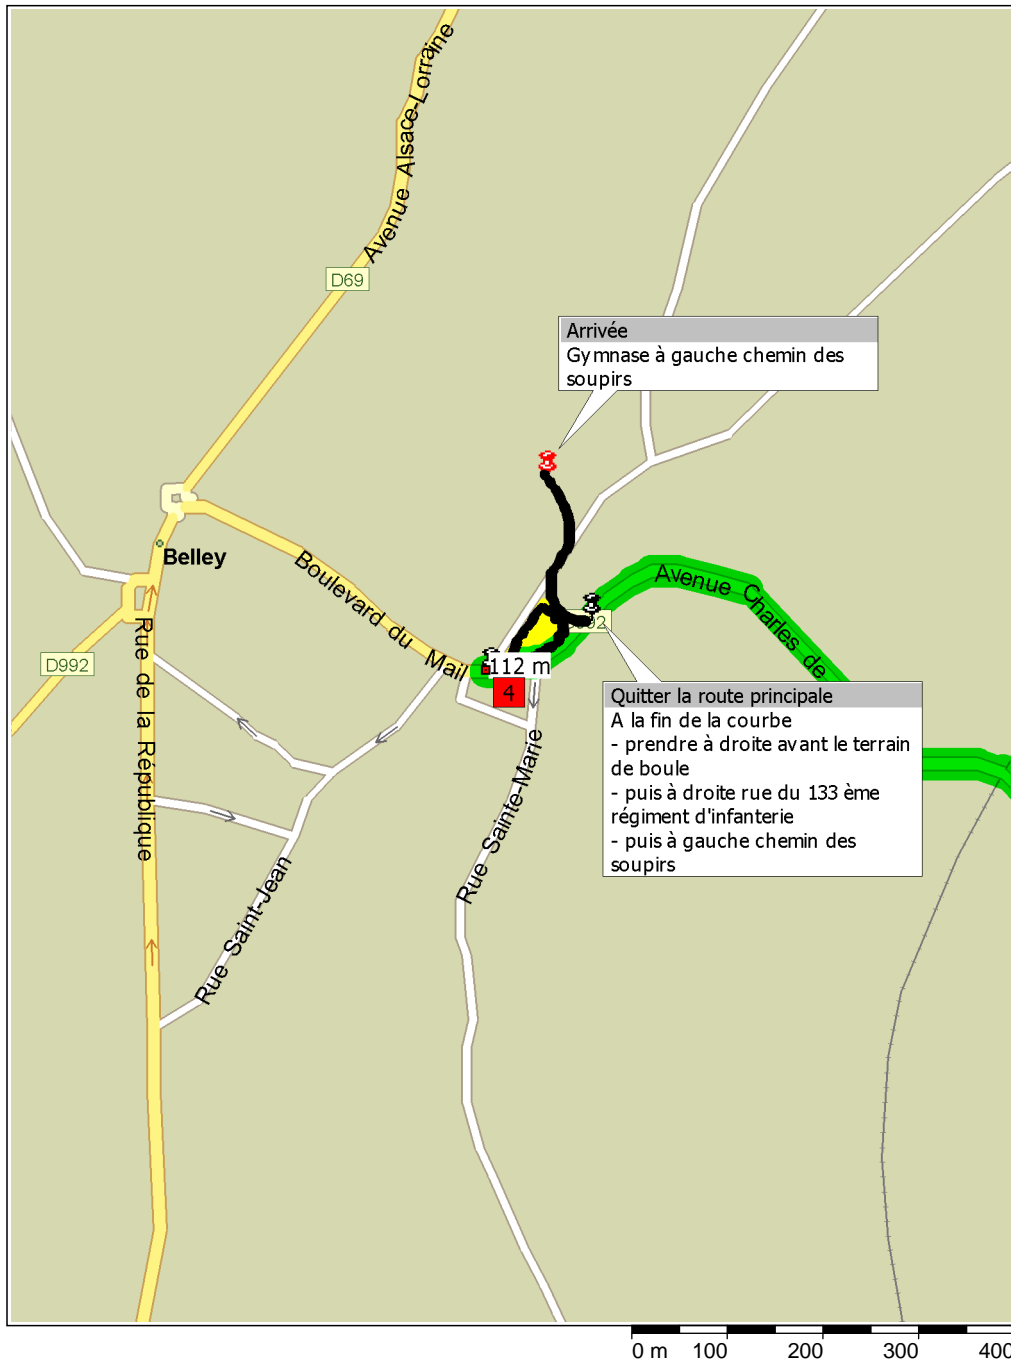 Avenue Alsace-Lorraine
D69
Arrivée
Gymnase à gauche chemin des
soupirs
Belley
Boulevard du Mail
Avenue Charles de
D992
112 m
4
Quitter la route principale
A la fin de la courbe
- prendre à droite avant le terrain
de boule
- puis à droite rue du 133 ème
régiment d'infanterie
- puis à gauche chemin des
soupirs
Rue de la République
Rue Sainte-Marie
Rue Saint-Jean
0 m 100 200 300 400